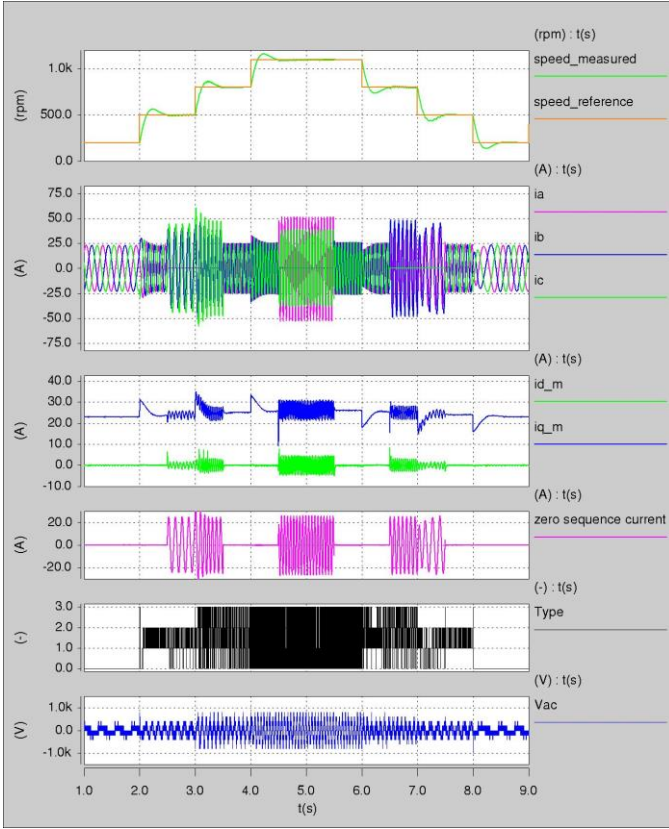 (rpm) : t(s)
speed_measured
speed_reference
1.0k
500.0
0.0
(rpm)
(A) : t(s)
ia
ib
ic
75.0
50.0
25.0
0.0
-25.0
-50.0
-75.0
(A)
(A) : t(s)
id_m
iq_m
40.0
30.0
20.0
10.0
0.0
-10.0
(A)
(A) : t(s)
zero sequence current
20.0
0.0
-20.0
(A)
(-) : t(s)
Type
3.0
2.0
1.0
0.0
(-)
(V) : t(s)
Vac
1.0k
0.0
-1.0k
(V)
1.0 2.0 3.0 4.0 5.0 6.0 7.0 8.0 9.0
t(s)